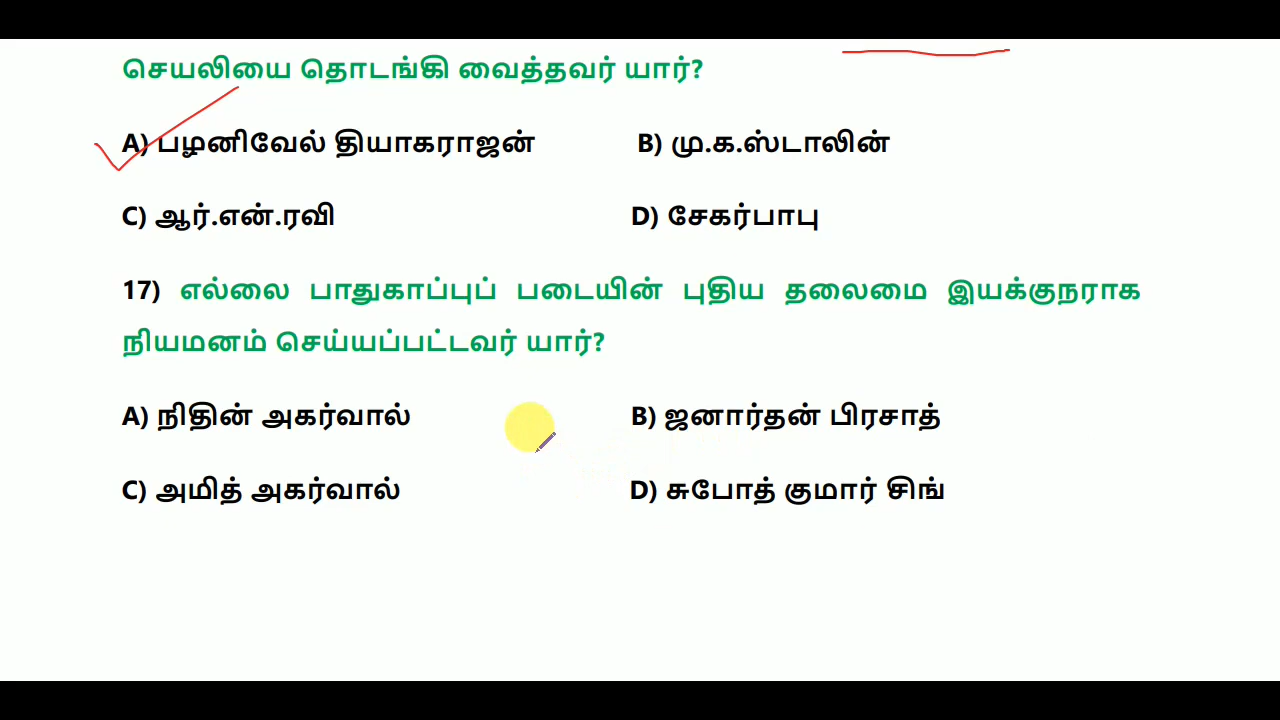 செயலியை தொடங்கி வைத்தவர் யார்?
A) பழனிவேல் தியாகராஜன் B) மு.க.ஸ்டாலின்
C) ஆர்.என்.ரவி D) சேகர்பாபு
17) எல்லை பாதுகாப்புப் படையின் புதிய தலைமை இயக்குநராக
நியமனம் செய்யப்பட்டவர் யார்?
A) நிதின் அகர்வால் B) ஜனார்தன் பிரசாத்
C) அமித் அகர்வால் D) சுபோத் குமார் சிங்